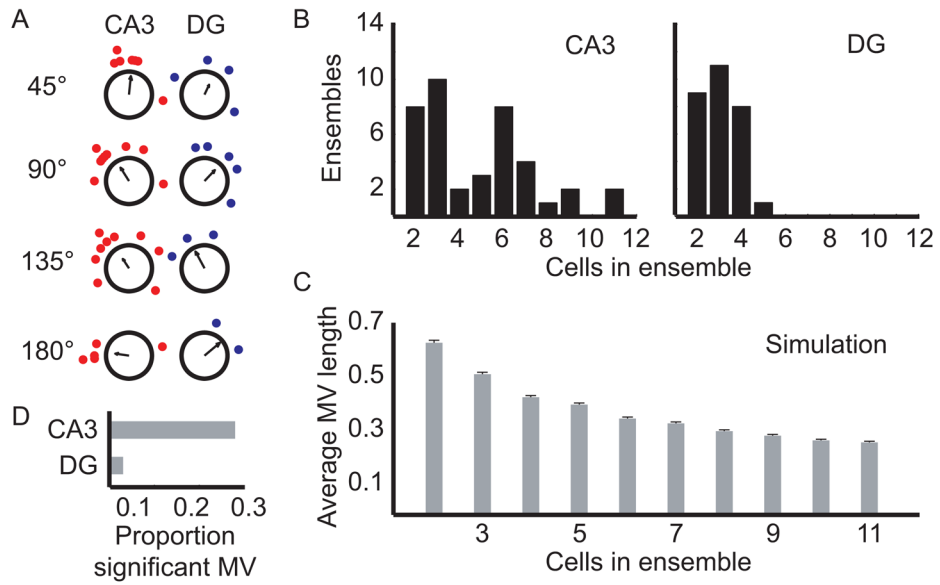 A
CA3 DG
45°
90°
135°
180°
B
Ensembles
14
10
6
2
CA3
2 4 6 8 10 12
DG
2 4 6 8 10 12
Cells in ensemble
C
Average MV length
0.7
0.5
0.3
0.1
Simulation
3 5 7 9 11
Cells in ensemble
D
CA3
DG
0.1 0.2 0.3
Proportion
significant MV